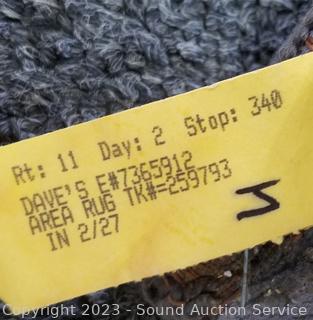 Rt: 11 Day: 2 Stop: 340
DAVE'S E#7365912
AREA RUG TK#=259793
IN 2/27
M
Copyright 2023 - Sound Auction Service